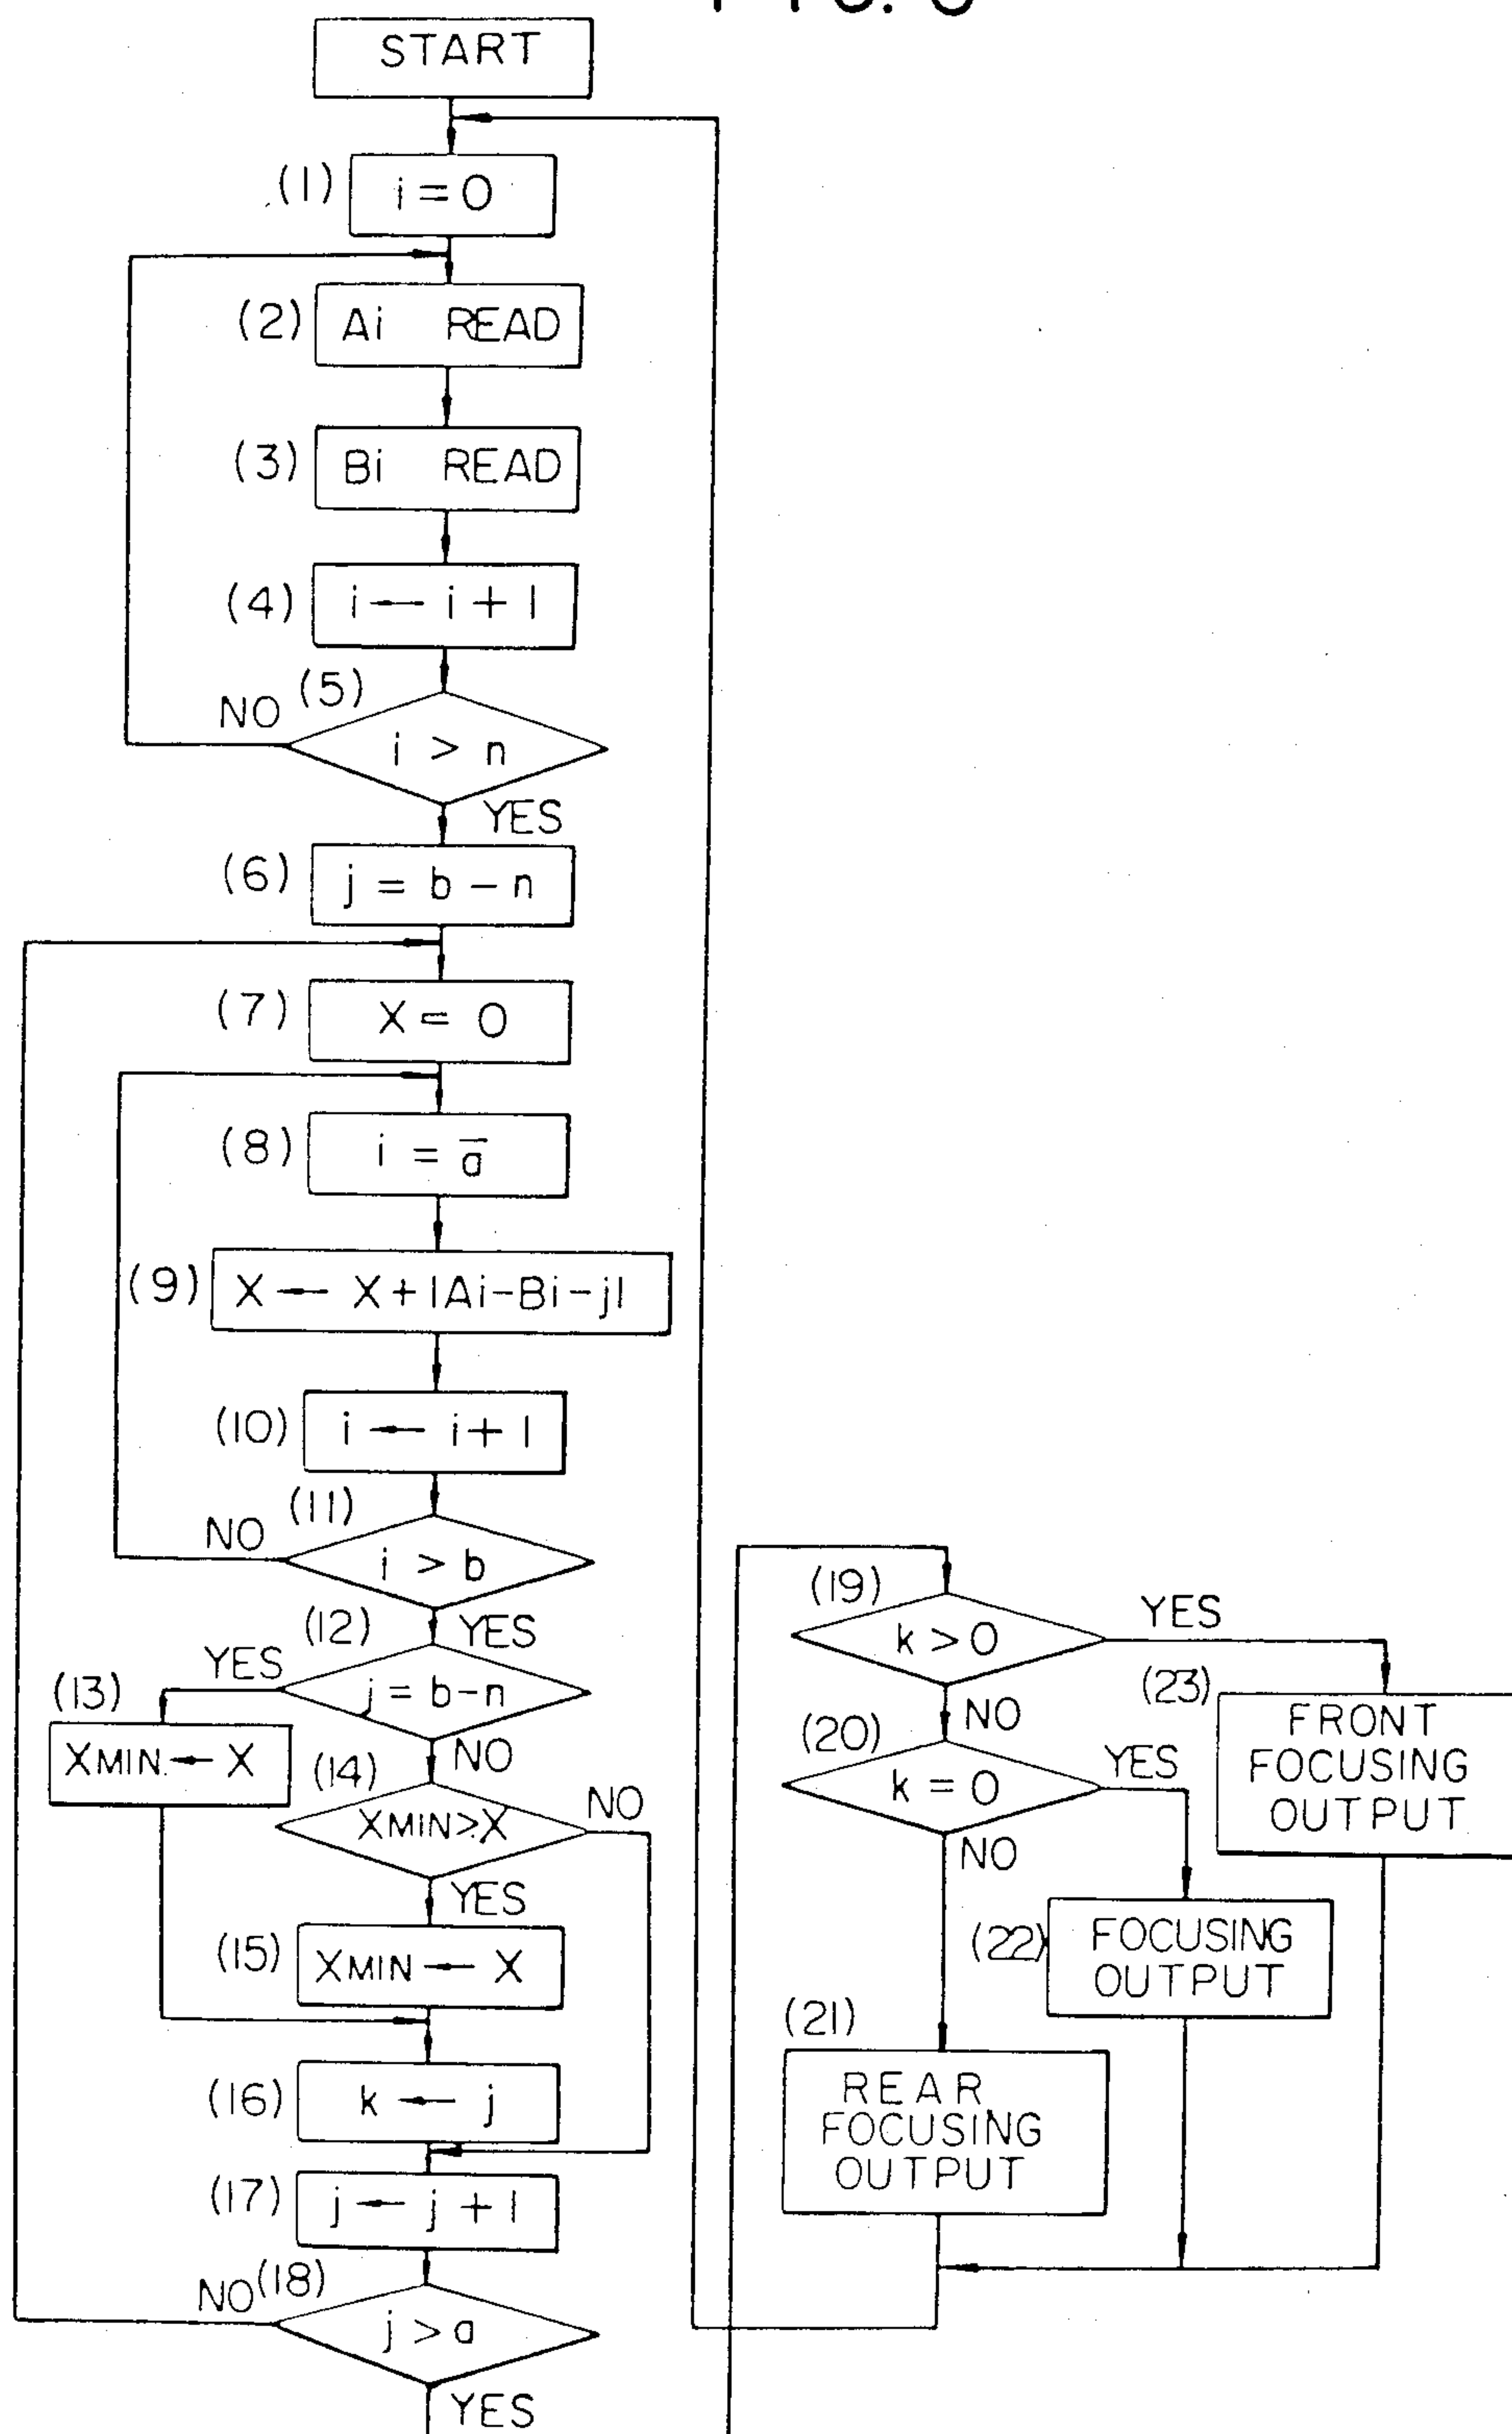 START
(1) i = 0
(2) Ai READ
(3) Bi READ
(4) i ← i + 1
(5)
NO
i > n
YES
(6) j = b - n
(7) X = 0
(8) i = a̅
(9) X ← X + |Ai-Bi-j|
(10) i ← i + 1
(11)
NO
i > b
YES
(12)
YES
j = b-n
(13)
XMIN. ← X
NO
(14)
NO
XMIN > X
YES
(15) XMIN ← X
(16) k ← j
(17) j ← j + 1
NO (18)
j > a
YES
(19)
YES
k > 0
NO
(20)
YES
k = 0
NO
(23)
FRONT
FOCUSING
OUTPUT
(22)
FOCUSING
OUTPUT
(21)
REAR
FOCUSING
OUTPUT